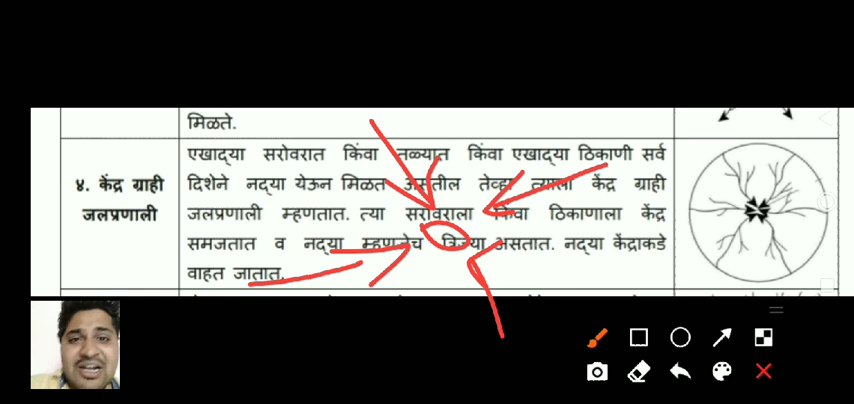 मिळते.
४. केंद्र ग्राही
जलप्रणाली
एखाद्या सरोवरात किंवा तळ्यात किंवा एखाद्या ठिकाणी सर्व
दिशेने नद्या येऊन मिळत असतील तेव्हा त्याला केंद्र ग्राही
जलप्रणाली म्हणतात. त्या सरोवराला किंवा ठिकाणाला केंद्र
समजतात व नद्या म्हणजेच त्रिज्या असतात. नद्या केंद्राकडे
वाहत जातात.